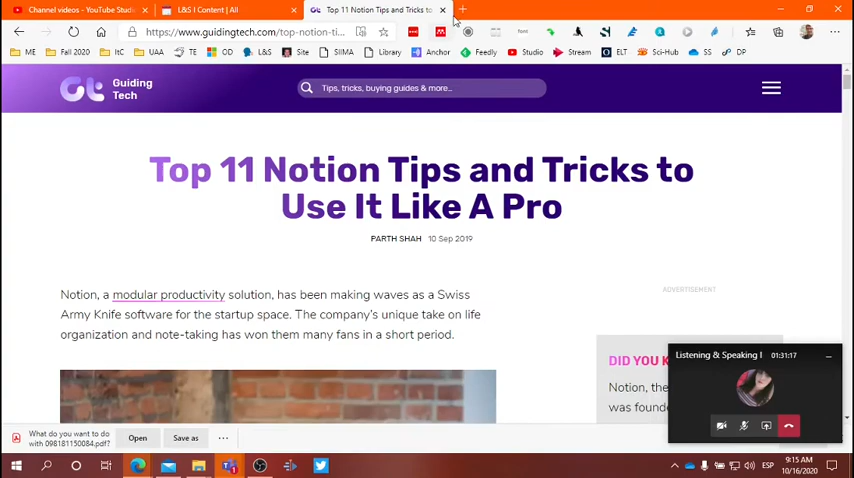 Channel videos - YouTube Studi
L&S I Content | All
Top 11 Notion Tips and Tricks to
https://www.guidingtech.com/top-notion-ti...
ME
Fall 2020
ItC
UAA
TE
OD
L&S
Site
SIIMA
Library
Anchor
Feedly
Studio
Stream
ELT
Sci-Hub
SS
DP
Guiding
Tech
Tips, tricks, buying guides & more...
Top 11 Notion Tips and Tricks to
Use It Like A Pro
PARTH SHAH 10 Sep 2019
Notion, a modular productivity solution, has been making waves as a Swiss
Army Knife software for the startup space. The company's unique take on life
organization and note-taking has won them many fans in a short period.
ADVERTISEMENT
DID YOU K
Notion, the
was founde
Listening & Speaking I
01:31:17
What do you want to do
with 098181150084.pdf?
Open
Save as
ESP
9:15 AM
10/16/2020